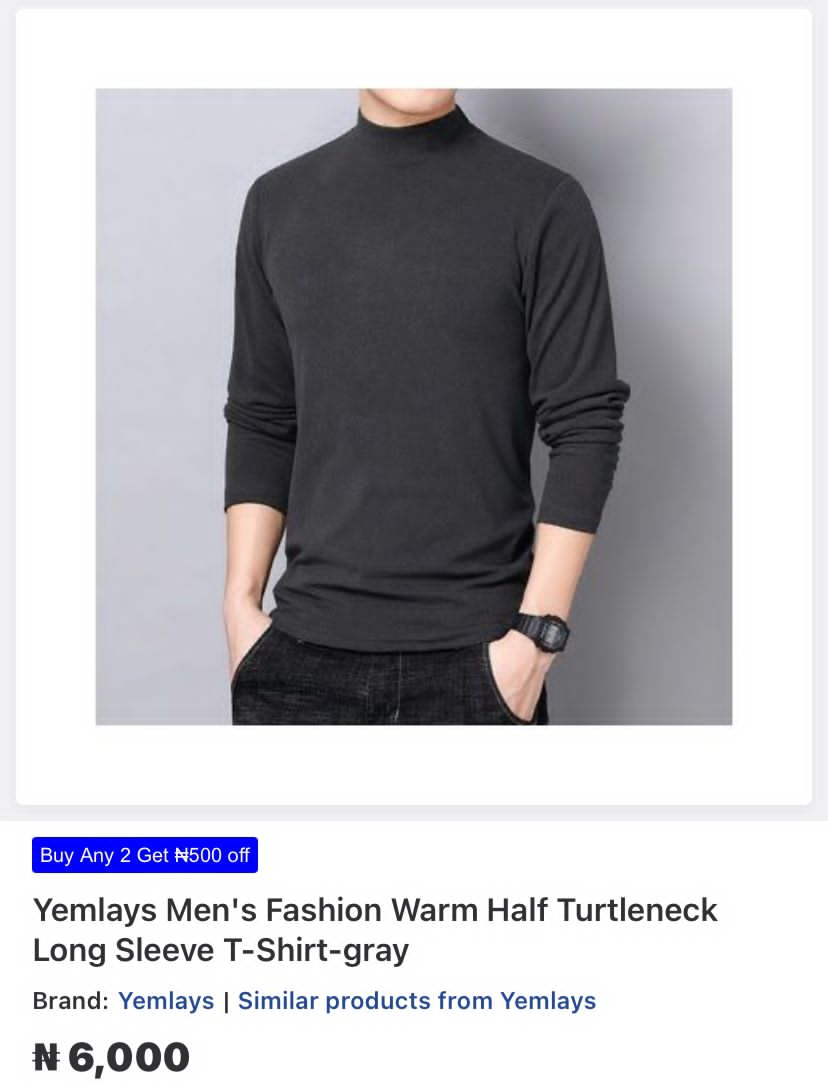 Buy Any 2 Get ₦500 off
Yemlays Men's Fashion Warm Half Turtleneck
Long Sleeve T-Shirt-gray
Brand: Yemlays | Similar products from Yemlays
₦ 6,000